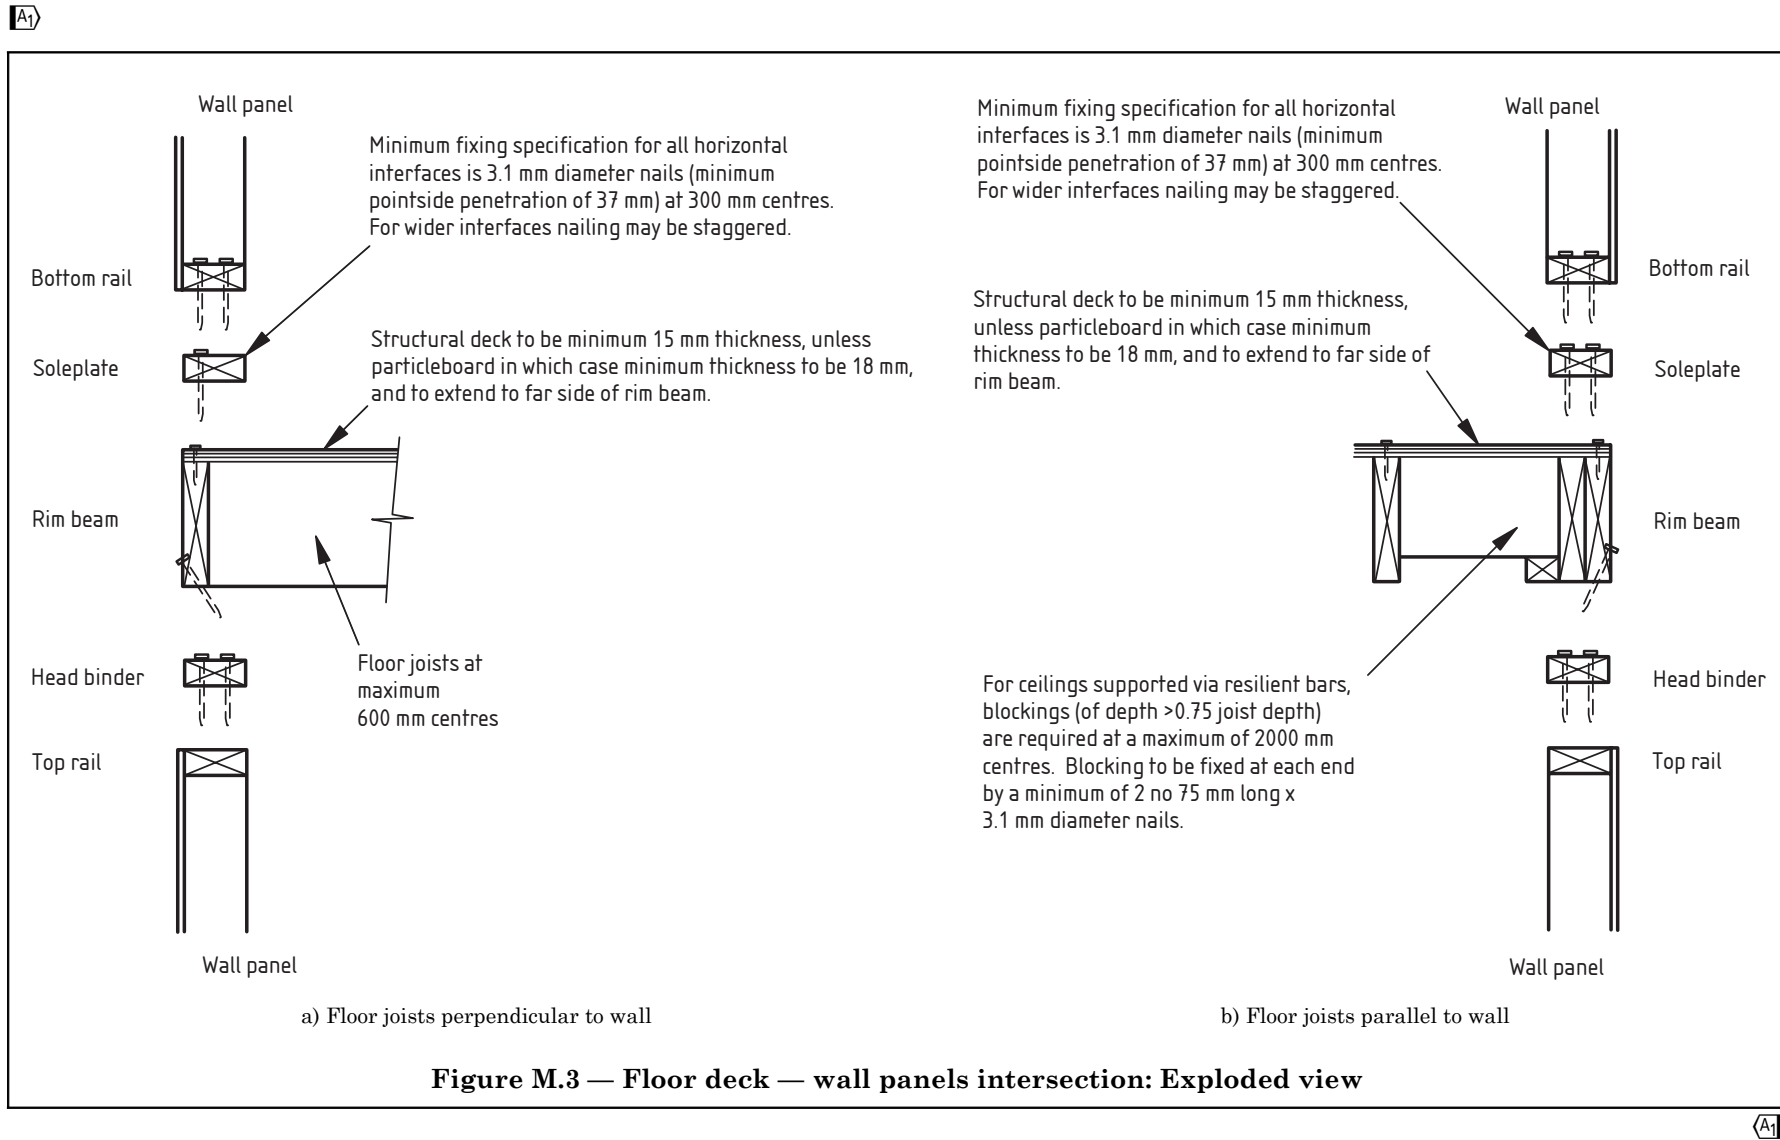 A1
Wall panel
Minimum fixing specification for all horizontal
interfaces is 3.1 mm diameter nails (minimum
pointside penetration of 37 mm) at 300 mm centres.
For wider interfaces nailing may be staggered.
Bottom rail
Soleplate
Structural deck to be minimum 15 mm thickness, unless
particleboard in which case minimum thickness to be 18 mm,
and to extend to far side of rim beam.
Rim beam
Floor joists at
maximum
600 mm centres
Head binder
Top rail
Wall panel
a) Floor joists perpendicular to wall
Minimum fixing specification for all horizontal
interfaces is 3.1 mm diameter nails (minimum
pointside penetration of 37 mm) at 300 mm centres.
For wider interfaces nailing may be staggered.
Wall panel
Bottom rail
Structural deck to be minimum 15 mm thickness,
unless particleboard in which case minimum
thickness to be 18 mm, and to extend to far side of
rim beam.
Soleplate
Rim beam
For ceilings supported via resilient bars,
blockings (of depth >0.75 joist depth)
are required at a maximum of 2000 mm
centres. Blocking to be fixed at each end
by a minimum of 2 no 75 mm long x
3.1 mm diameter nails.
Head binder
Top rail
Wall panel
b) Floor joists parallel to wall
Figure M.3 — Floor deck — wall panels intersection: Exploded view
A1